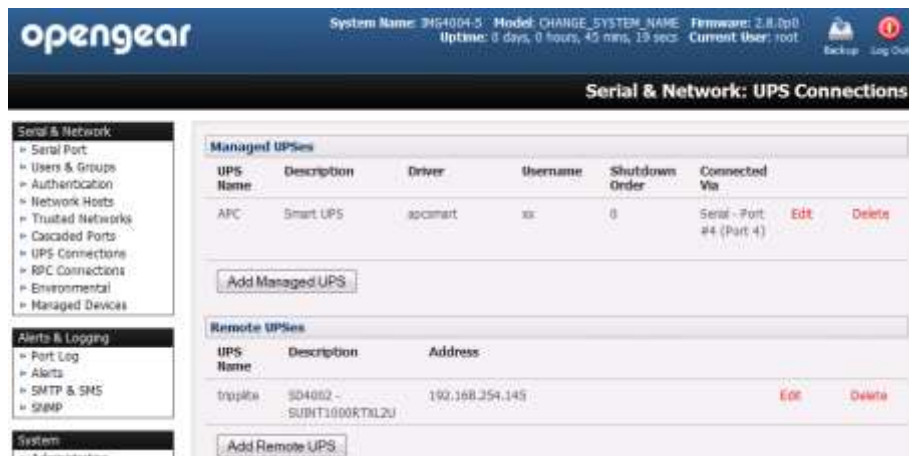 opengear
System Name: IMG4004-5 Model: CHANGE_SYSTEM_NAME Firmware: 2.8.0p0
Uptime: 0 days, 0 hours, 45 mins, 19 secs Current User: root
Backup Log Out
Serial & Network: UPS Connections
Serial & Network
Serial Port
Users & Groups
Authentication
Network Hosts
Trusted Networks
Cascaded Ports
UPS Connections
RPC Connections
Environmental
Managed Devices
Alerts & Logging
Port Log
Alerts
SMTP & SMS
SNMP
System
Managed UPSes
UPS Name Description Driver Username Shutdown Order Connected Via
APC Smart UPS apcsmart xx 0 Serial - Port #4 (Port 4) Edit Delete
Add Managed UPS
Remote UPSes
UPS Name Description Address
tripplite SD4002 - SUINT1000RTXL2U 192.168.254.145 Edit Delete
Add Remote UPS